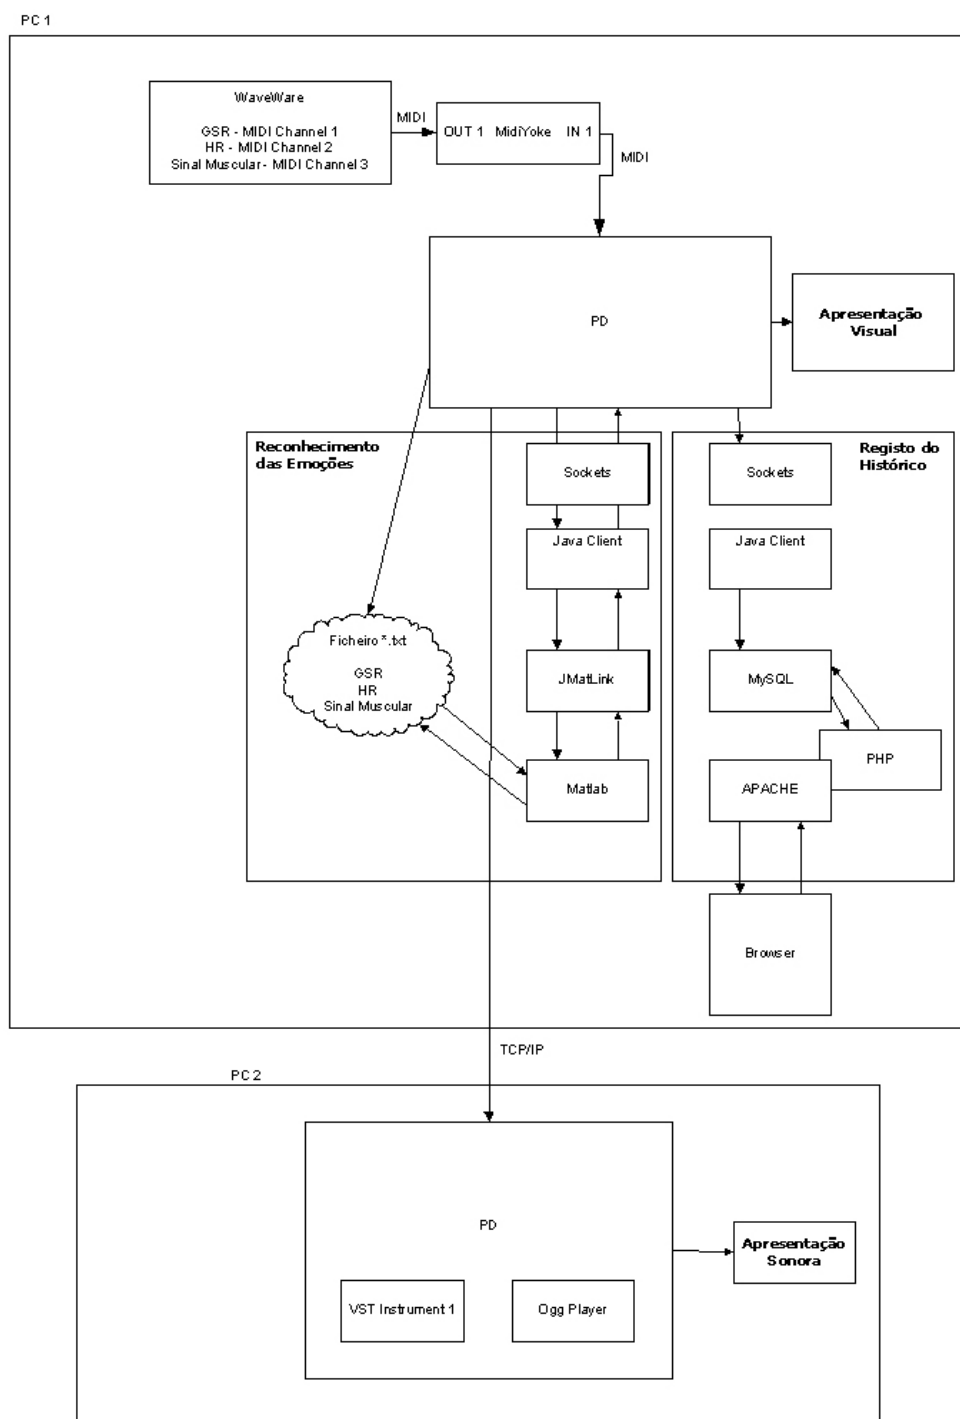 PC 1
WaveWare
GSR - MIDI Channel 1
HR - MIDI Channel 2
Sinal Muscular - MIDI Channel 3
MIDI
OUT 1 MidiYoke IN 1
MIDI
PD
Apresentação
Visual
Reconhecimento
das Emoções
Sockets
Java Client
JMatLink
Matlab
Ficheiro *.txt
GSR
HR
Sinal Muscular
Registo do
Histórico
Sockets
Java Client
MySQL
PHP
APACHE
Browser
TCP/IP
PC 2
PD
VST Instrument 1
Ogg Player
Apresentação
Sonora